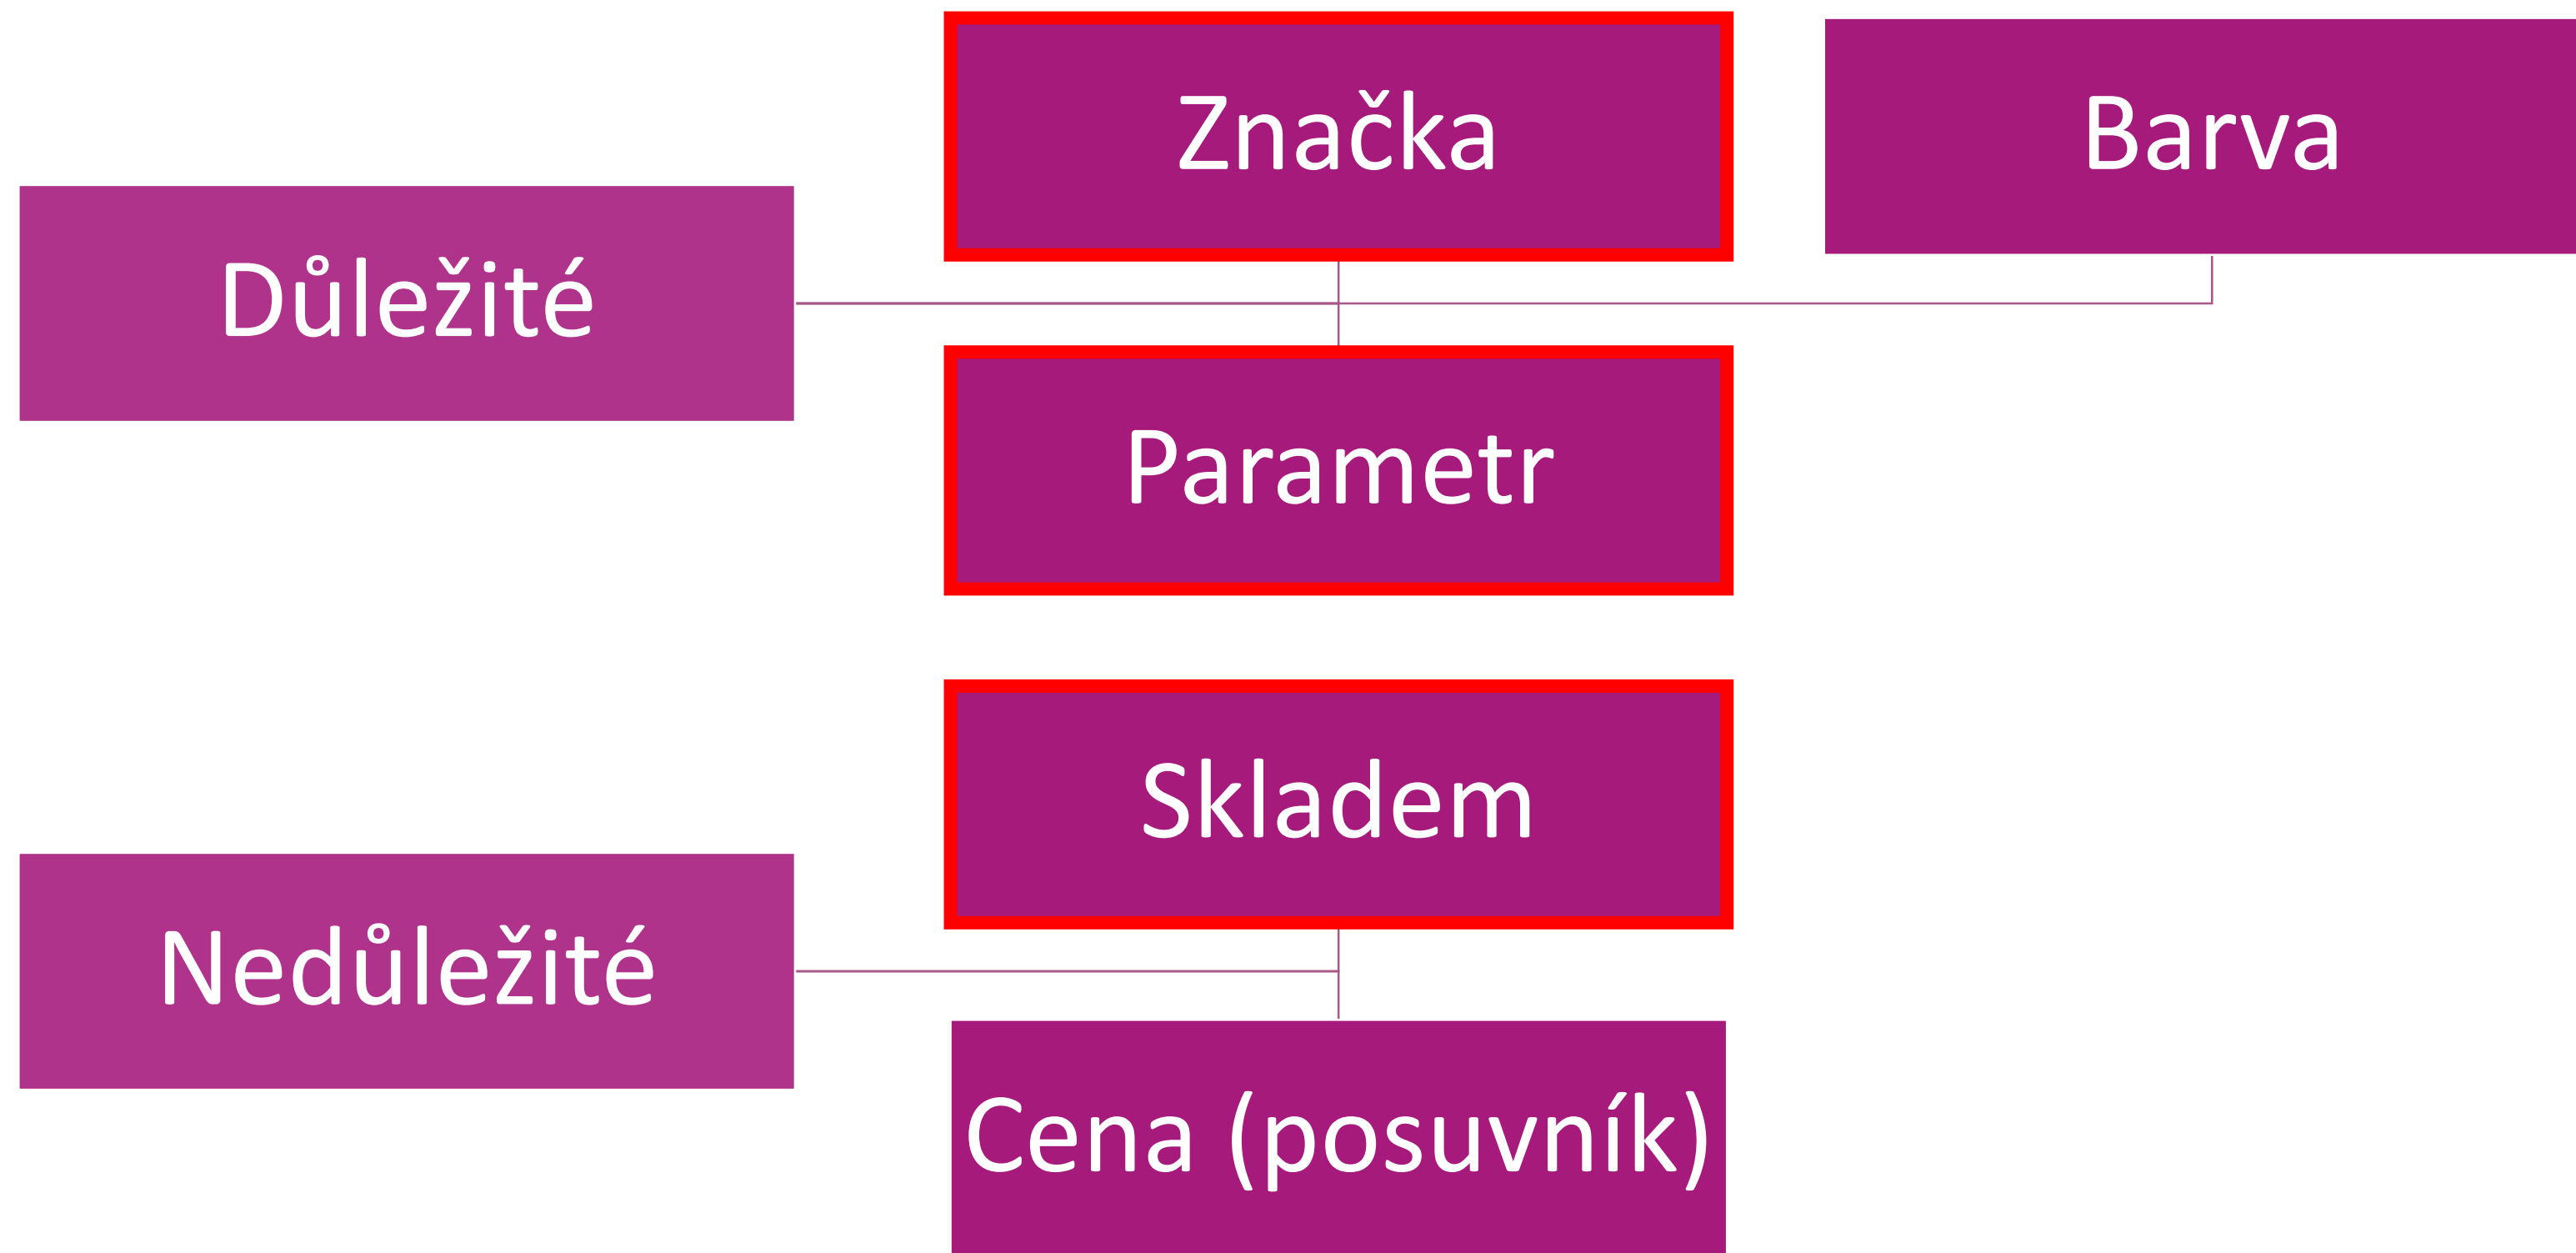 Důležité
Značka
Barva
Parametr
Nedůležité
Skladem
Cena (posuvník)